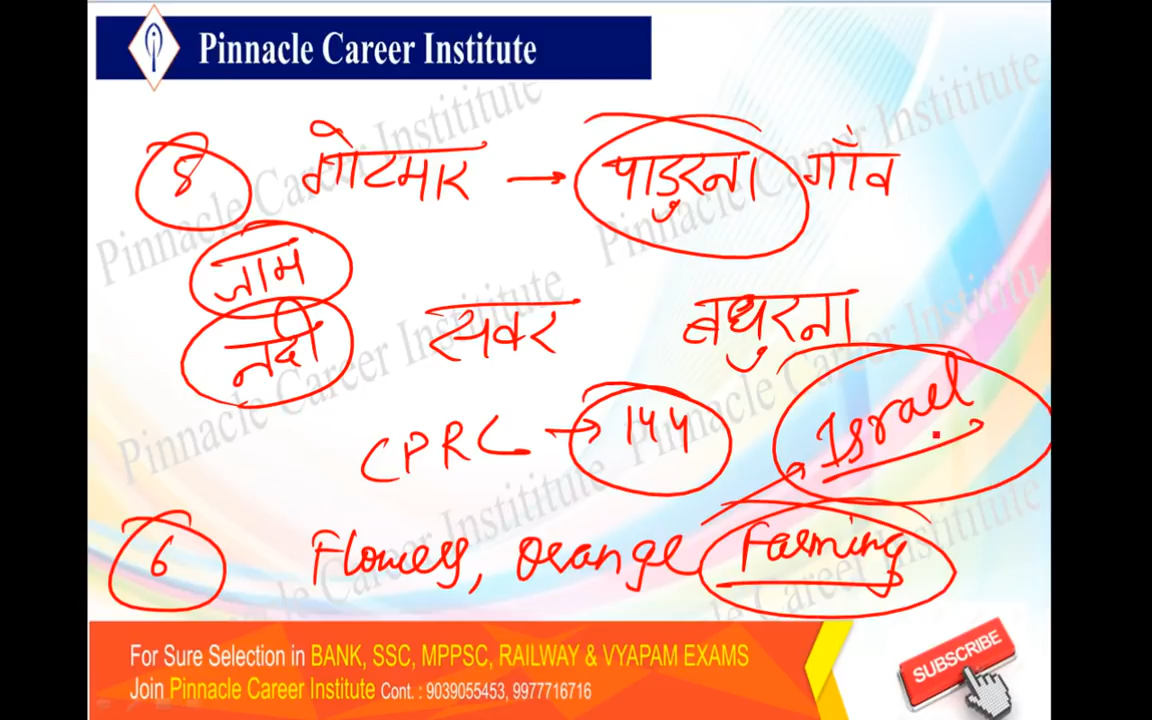 Pinnacle Career Institute
8 गोटमार → पाडुरना गाँव
जाम
नदी सावर बधुरना
CPRC → 144 Israel
6 Flowers, orange Farming
For Sure Selection in BANK, SSC, MPPSC, RAILWAY & VYAPAM EXAMS
Join Pinnacle Career Institute Cont. : 9039055453, 9977716716
SUBSCRIBE